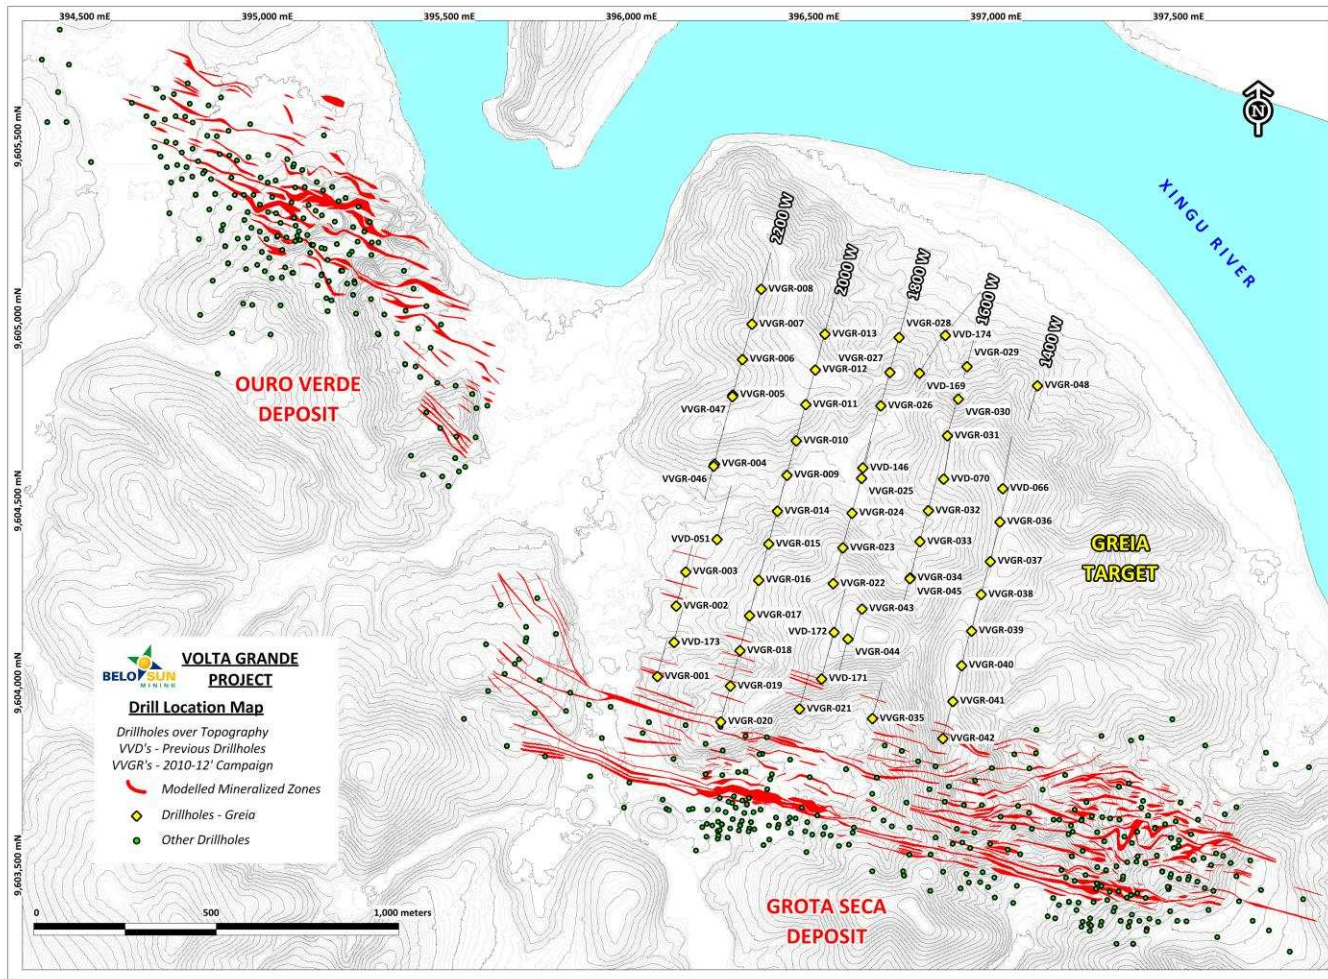 394,500 mE
395,000 mE
395,500 mE
396,000 mE
396,500 mE
397,000 mE
397,500 mE
9,605,500 mN
9,605,000 mN
9,604,500 mN
9,604,000 mN
9,603,500 mN
N
XINGU RIVER
2200 W
2000 W
1800 W
1600 W
1400 W
VVGR-008
VVGR-007
VVGR-006
VVGR-005
VVGR-047
VVGR-004
VVGR-046
VVD-051
VVGR-003
VVGR-002
VVD-173
VVGR-001
VVGR-013
VVGR-012
VVGR-011
VVGR-010
VVGR-009
VVGR-014
VVGR-015
VVGR-016
VVGR-017
VVGR-018
VVGR-019
VVGR-020
VVGR-028
VVGR-027
VVGR-026
VVD-146
VVGR-025
VVGR-024
VVGR-023
VVGR-022
VVGR-043
VVD-172
VVGR-044
VVD-171
VVGR-021
VVD-174
VVGR-029
VVD-169
VVGR-030
VVGR-031
VVD-070
VVGR-032
VVGR-033
VVGR-034
VVGR-045
VVGR-035
VVGR-048
VVD-066
VVGR-036
VVGR-037
VVGR-038
VVGR-039
VVGR-040
VVGR-041
VVGR-042
OURO VERDE
DEPOSIT
GREIA
TARGET
GROTA SECA
DEPOSIT
BELO SUN
MINING
VOLTA GRANDE
PROJECT
Drill Location Map
Drillholes over Topography
VVD's - Previous Drillholes
VVGR's - 2010-12' Campaign
Modelled Mineralized Zones
Drillholes - Greia
Other Drillholes
0
500
1,000 meters